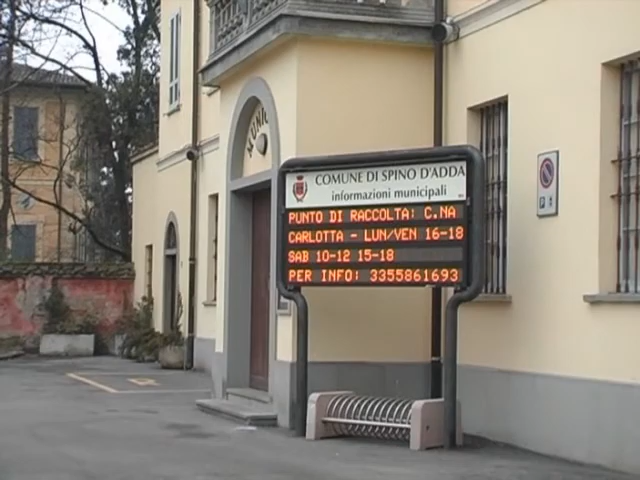 MUNIC
COMUNE DI SPINO D'ADDA
informazioni municipali
PUNTO DI RACCOLTA: C.NA
CARLOTTA - LUN/VEN 16-18
SAB 10-12 15-18
PER INFO: 3355861693